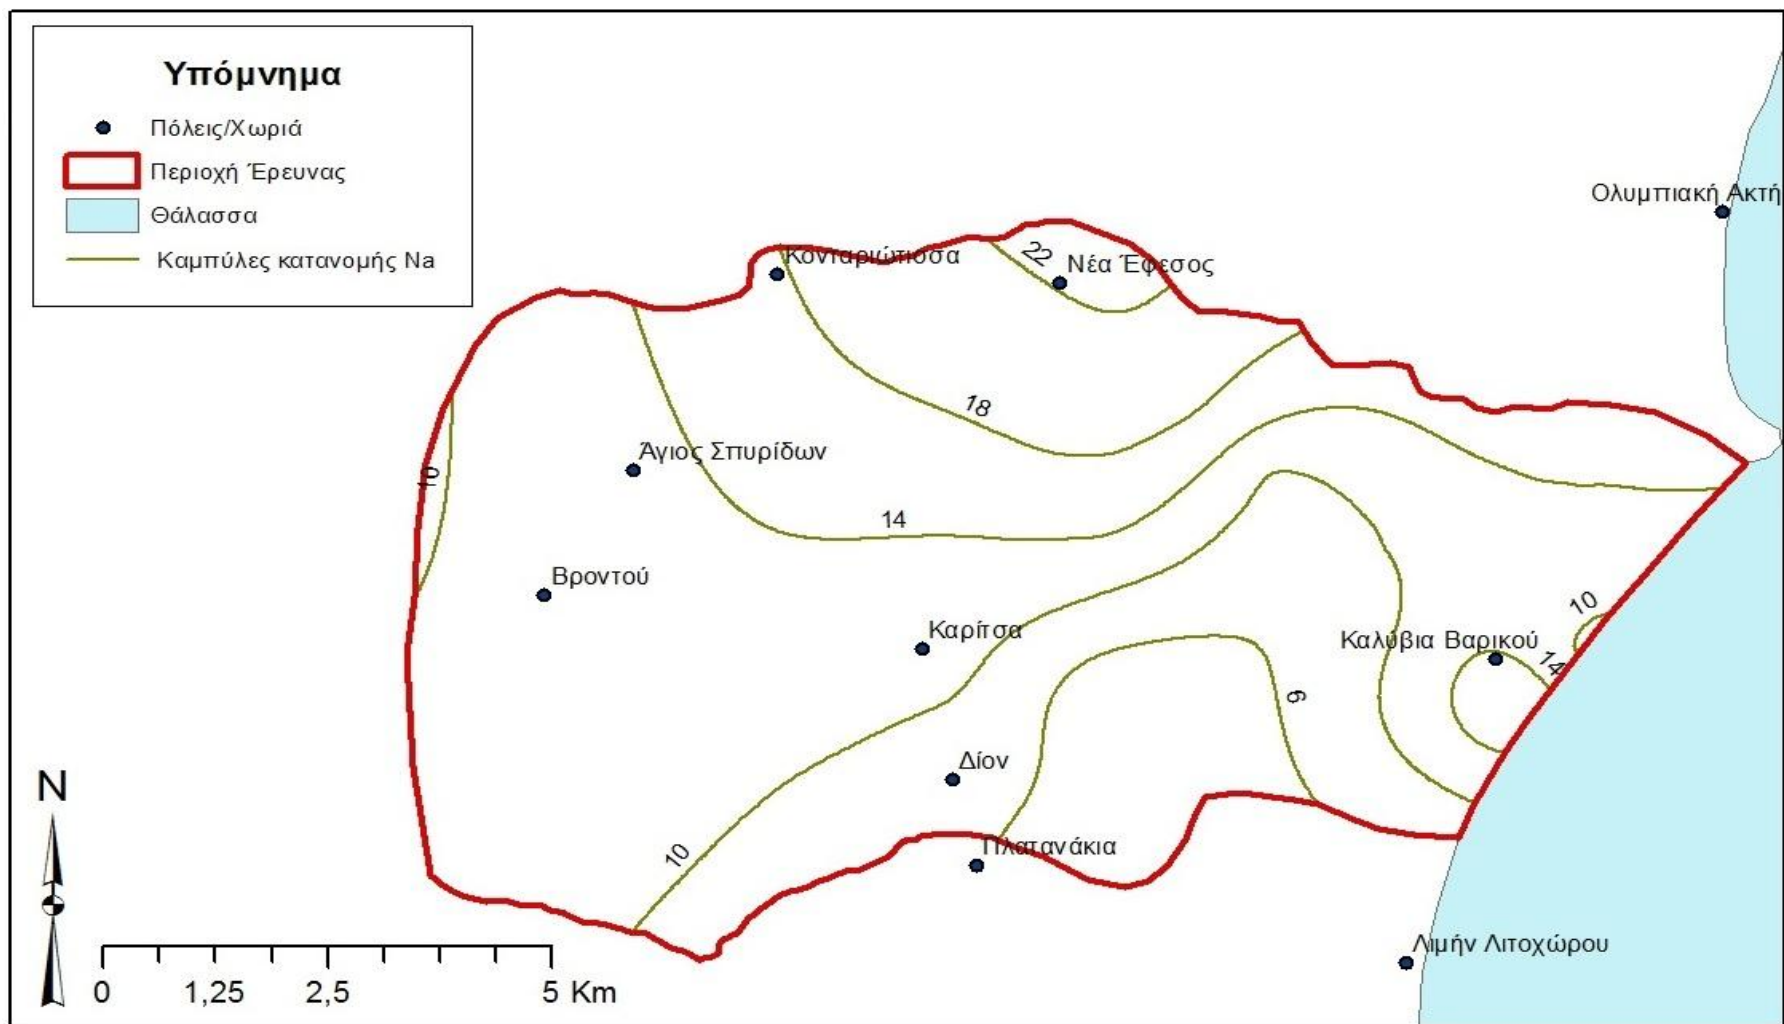 Υπόμνημα
Πόλεις/Χωριά
Περιοχή Έρευνας
Θάλασσα
Καμπύλες κατανομής Na
Ολυμπιακή Ακτή
Κονταριώτισσα
22
Νέα Έφεσος
18
Άγιος Σπυρίδων
10
14
Βροντού
10
Καρίτσα
Καλύβια Βαρικού
14
6
Δίον
Πλατανάκια
10
Λιμήν Λιτοχώρου
N
0 1,25 2,5 5 Km